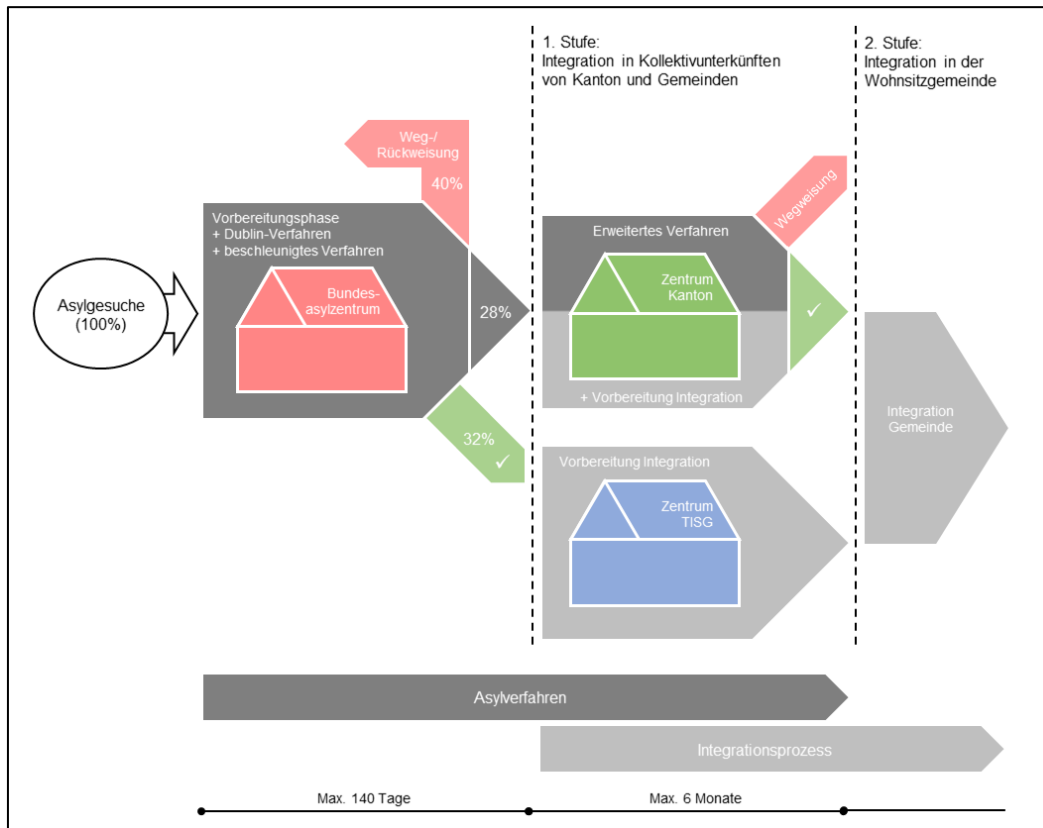 1. Stufe:
Integration in Kollektivunterkünften
von Kanton und Gemeinden
2. Stufe:
Integration in der
Wohnsitzgemeinde
Weg-/
Rückweisung
40%
Vorbereitungsphase
+ Dublin-Verfahren
+ beschleunigtes Verfahren
Bundes-
asylzentrum
Asylgesuche
(100%)
28%
32%
✓
Wegweisung
Erweitertes Verfahren
Zentrum
Kanton
✓
+ Vorbereitung Integration
Vorbereitung Integration
Zentrum
TISG
Integration
Gemeinde
Asylverfahren
Integrationsprozess
Max. 140 Tage
Max. 6 Monate